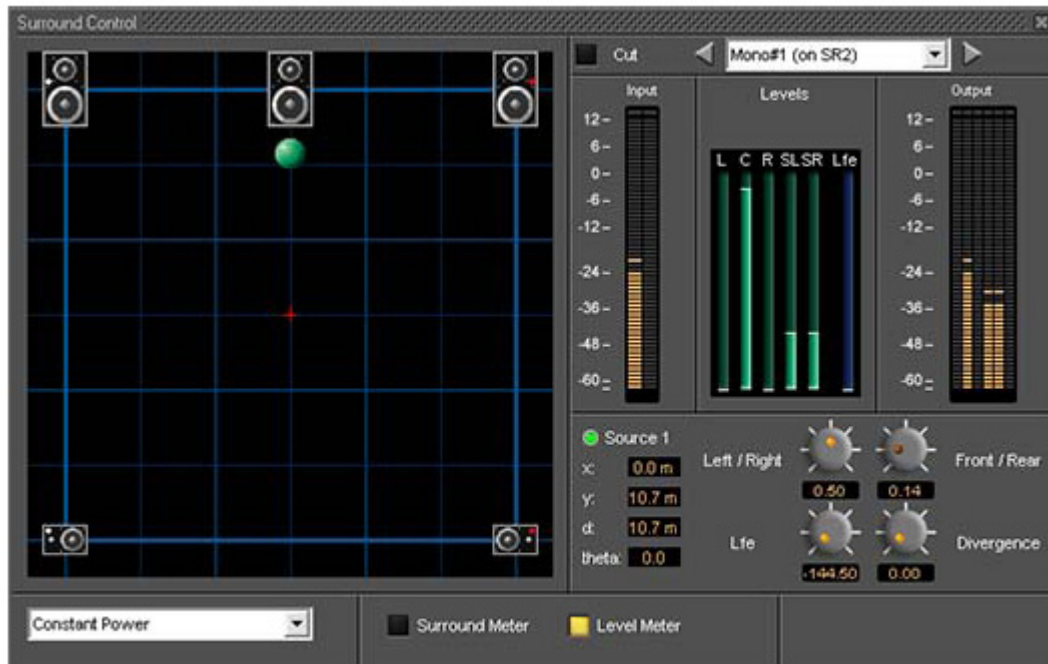 Surround Control
Cut
Mono#1 (on SR2)
Input
Levels
Output
12
6
0
-6
-12
-24
-36
-48
-60
L C R SL SR Lfe
12
6
0
-6
-12
-24
-36
-48
-60
Source 1
x: 0.0 m
y: 10.7 m
d: 10.7 m
theta: 0.0
Left / Right
0.50
0.14
Front / Rear
Lfe
-144.50
0.00
Divergence
Constant Power
Surround Meter
Level Meter